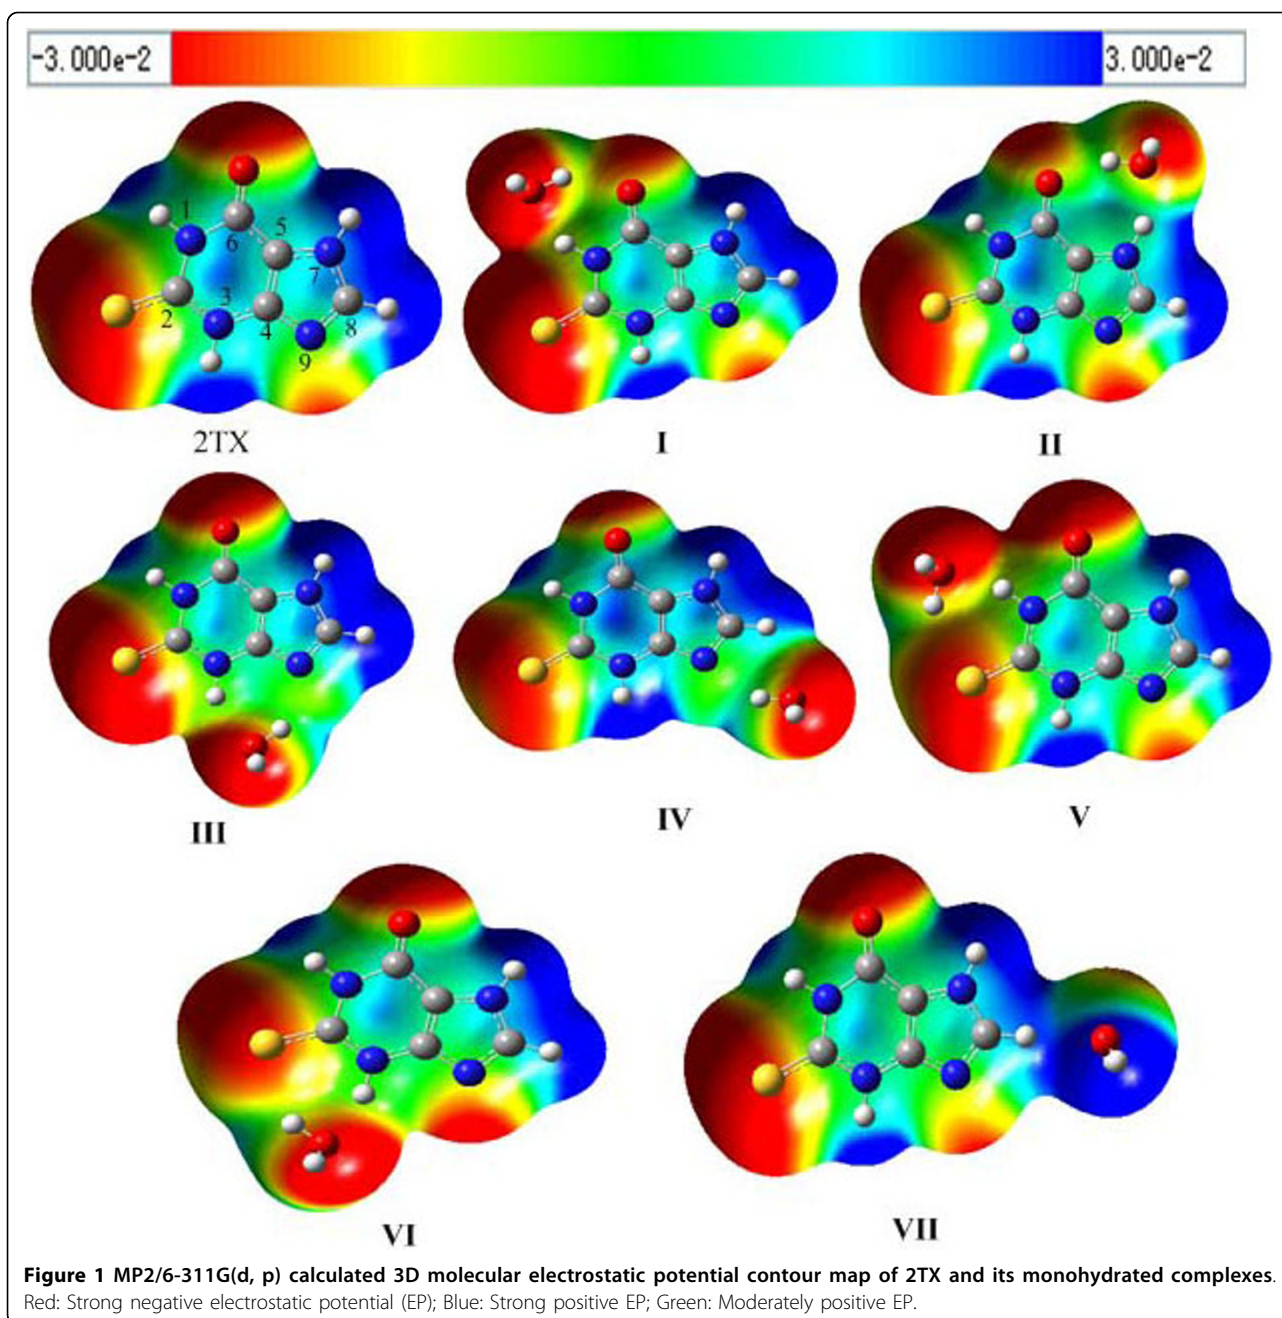 -3.000e-2 3.000e-2
1
6
5
7
2
3
4
8
9
2TX I II
III IV V
VI VII
Figure 1 MP2/6-311G(d, p) calculated 3D molecular electrostatic potential contour map of 2TX and its monohydrated complexes.
Red: Strong negative electrostatic potential (EP); Blue: Strong positive EP; Green: Moderately positive EP.